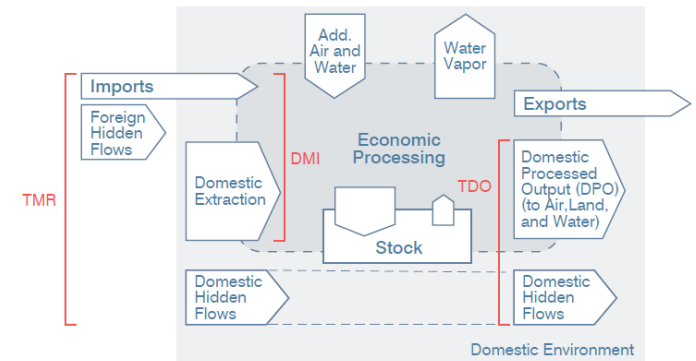 Add.
Air and
Water
Water
Vapor
Imports
Exports
Foreign
Hidden
Flows
Economic
Processing
DMI
TDO
Domestic
Processed
Output (DPO)
(to Air,Land,
and Water)
Domestic
Extraction
TMR
Stock
Domestic
Hidden
Flows
Domestic
Hidden
Flows
Domestic Environment